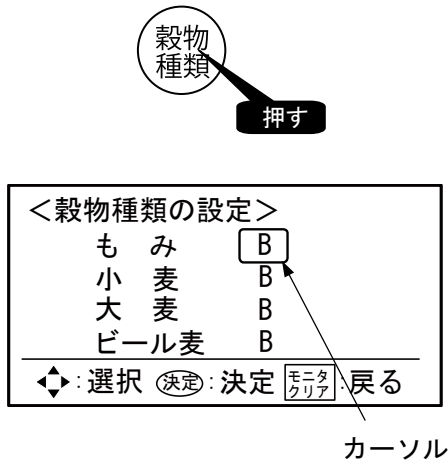 穀物
種類
押す
＜穀物種類の設定＞
もみ B
小麦 B
大麦 B
ビール麦 B
:選択 決定:決定 モニタクリア:戻る
カーソル